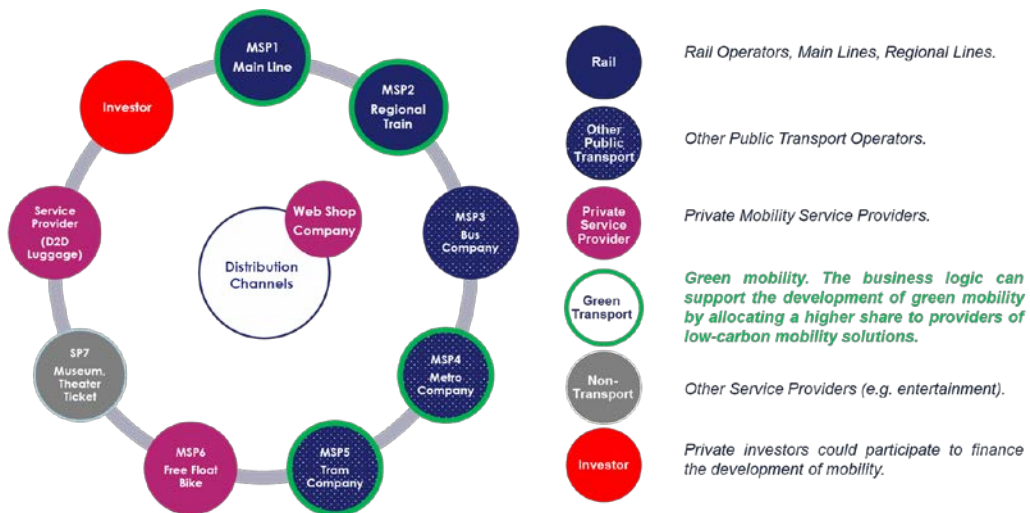 MSP1
Main Line
MSP2
Regional
Train
MSP3
Bus
Company
MSP4
Metro
Company
MSP5
Tram
Company
MSP6
Free Float
Bike
SP7
Museum,
Theater
Ticket
Service
Provider
(D2D
Luggage)
Investor
Web Shop
Company
Distribution
Channels
Rail
Rail Operators, Main Lines, Regional Lines.
Other
Public
Transport
Other Public Transport Operators.
Private
Service
Provider
Private Mobility Service Providers.
Green
Transport
Green mobility. The business logic can
support the development of green mobility
by allocating a higher share to providers of
low-carbon mobility solutions.
Non-
Transport
Other Service Providers (e.g. entertainment).
Investor
Private investors could participate to finance
the development of mobility.